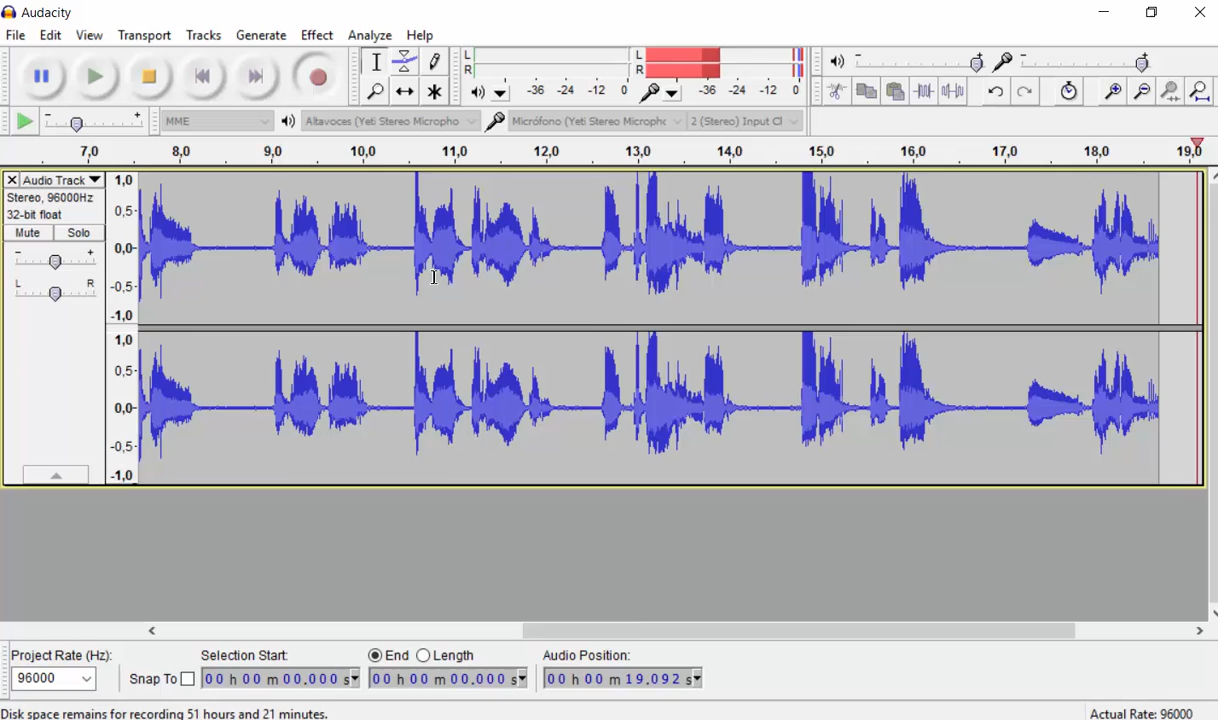 Audacity
File Edit View Transport Tracks Generate Effect Analyze Help
L
R
-36 -24 -12 0
L
R
-36 -24 -12 0
MME
Altavoces (Yeti Stereo Micropho
Micrófono (Yeti Stereo Microphc
2 (Stereo) Input Cl
7,0 8,0 9,0 10,0 11,0 12,0 13,0 14,0 15,0 16,0 17,0 18,0 19,0
Audio Track
Stereo, 96000Hz
32-bit float
Mute Solo
- +
L R
1,0
0,5-
0,0-
-0,5-
-1,0
1,0
0,5-
0,0-
-0,5-
-1,0
Project Rate (Hz):
96000
Snap To
Selection Start:
00 h 00 m 00.000 s
End Length
00 h 00 m 00.000 s
Audio Position:
00 h 00 m 19.092 s
Disk space remains for recording 51 hours and 21 minutes.
Actual Rate: 96000